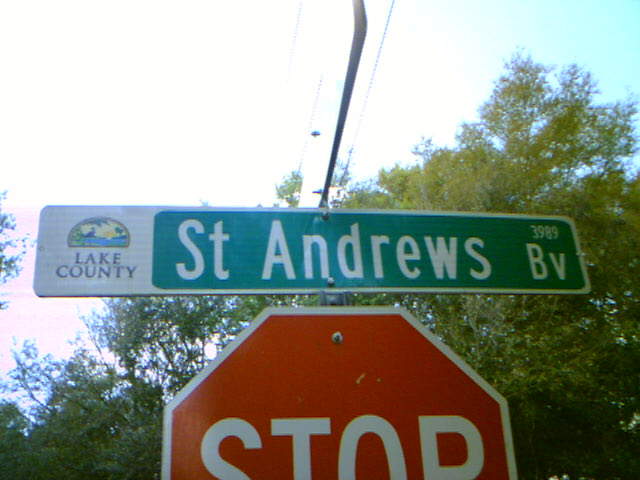 LAKE
COUNTY
St Andrews
3989
Bv
STOP